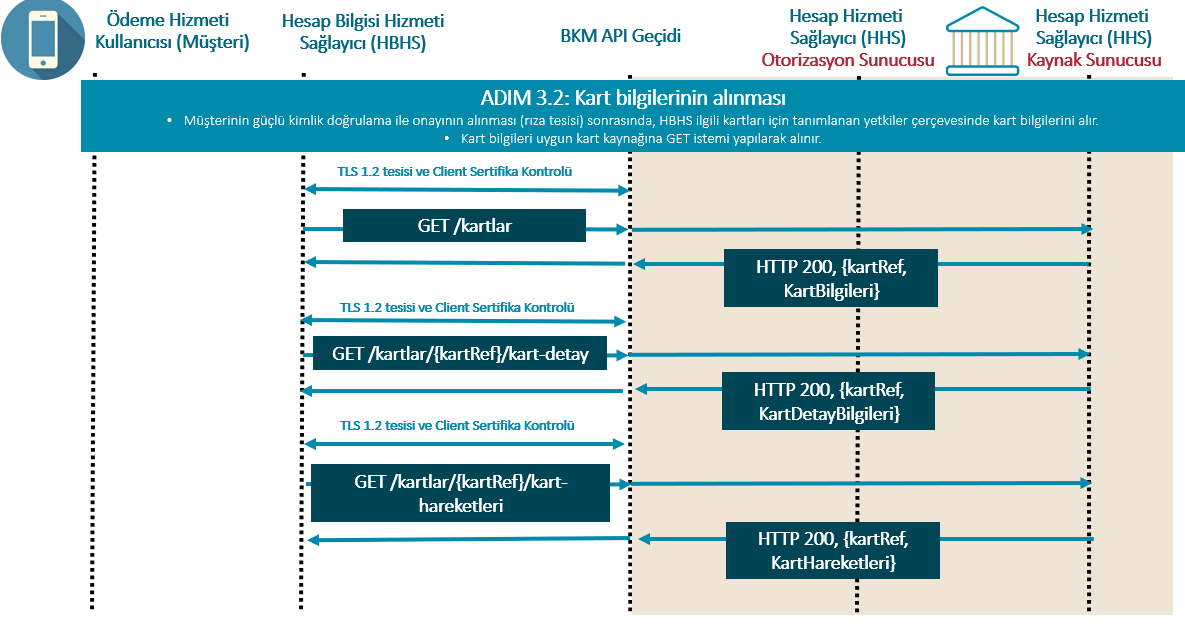 Ödeme Hizmeti
Kullanıcısı (Müşteri)
Hesap Bilgisi Hizmeti
Sağlayıcı (HBHS)
BKM API Geçidi
Hesap Hizmeti
Sağlayıcı (HHS)
Otorizasyon Sunucusu
Hesap Hizmeti
Sağlayıcı (HHS)
Kaynak Sunucusu
ADIM 3.2: Kart bilgilerinin alınması
• Müşterinin güçlü kimlik doğrulama ile onayının alınması (rıza tesisi) sonrasında, HBHS ilgili kartları için tanımlanan yetkiler çerçevesinde kart bilgilerini alır.
• Kart bilgileri uygun kart kaynağına GET istemi yapılarak alınır.
TLS 1.2 tesisi ve Client Sertifika Kontrolü
GET /kartlar
HTTP 200, {kartRef,
KartBilgileri}
TLS 1.2 tesisi ve Client Sertifika Kontrolü
GET /kartlar/{kartRef}/kart-detay
HTTP 200, {kartRef,
KartDetayBilgileri}
TLS 1.2 tesisi ve Client Sertifika Kontrolü
GET /kartlar/{kartRef}/kart-
hareketleri
HTTP 200, {kartRef,
KartHareketleri}